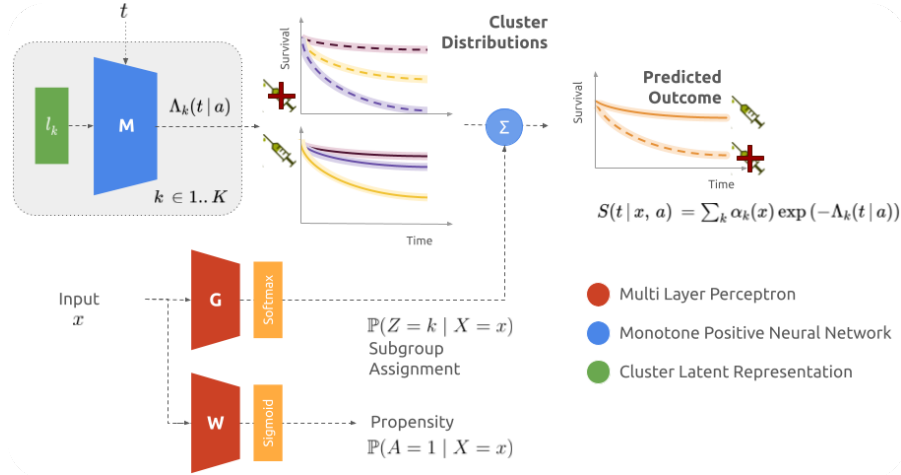 t
Survival
Cluster
Distributions
l_k
M
Λ_k(t | a)
k ∈ 1.. K
Time
Σ
Survival
Predicted
Outcome
Time
S(t | x, a) = ∑_k α_k(x) exp (−Λ_k(t | a))
Input
x
G
Softmax
ℙ(Z = k | X = x)
Subgroup
Assignment
W
Sigmoid
Propensity
ℙ(A = 1 | X = x)
Multi Layer Perceptron
Monotone Positive Neural Network
Cluster Latent Representation